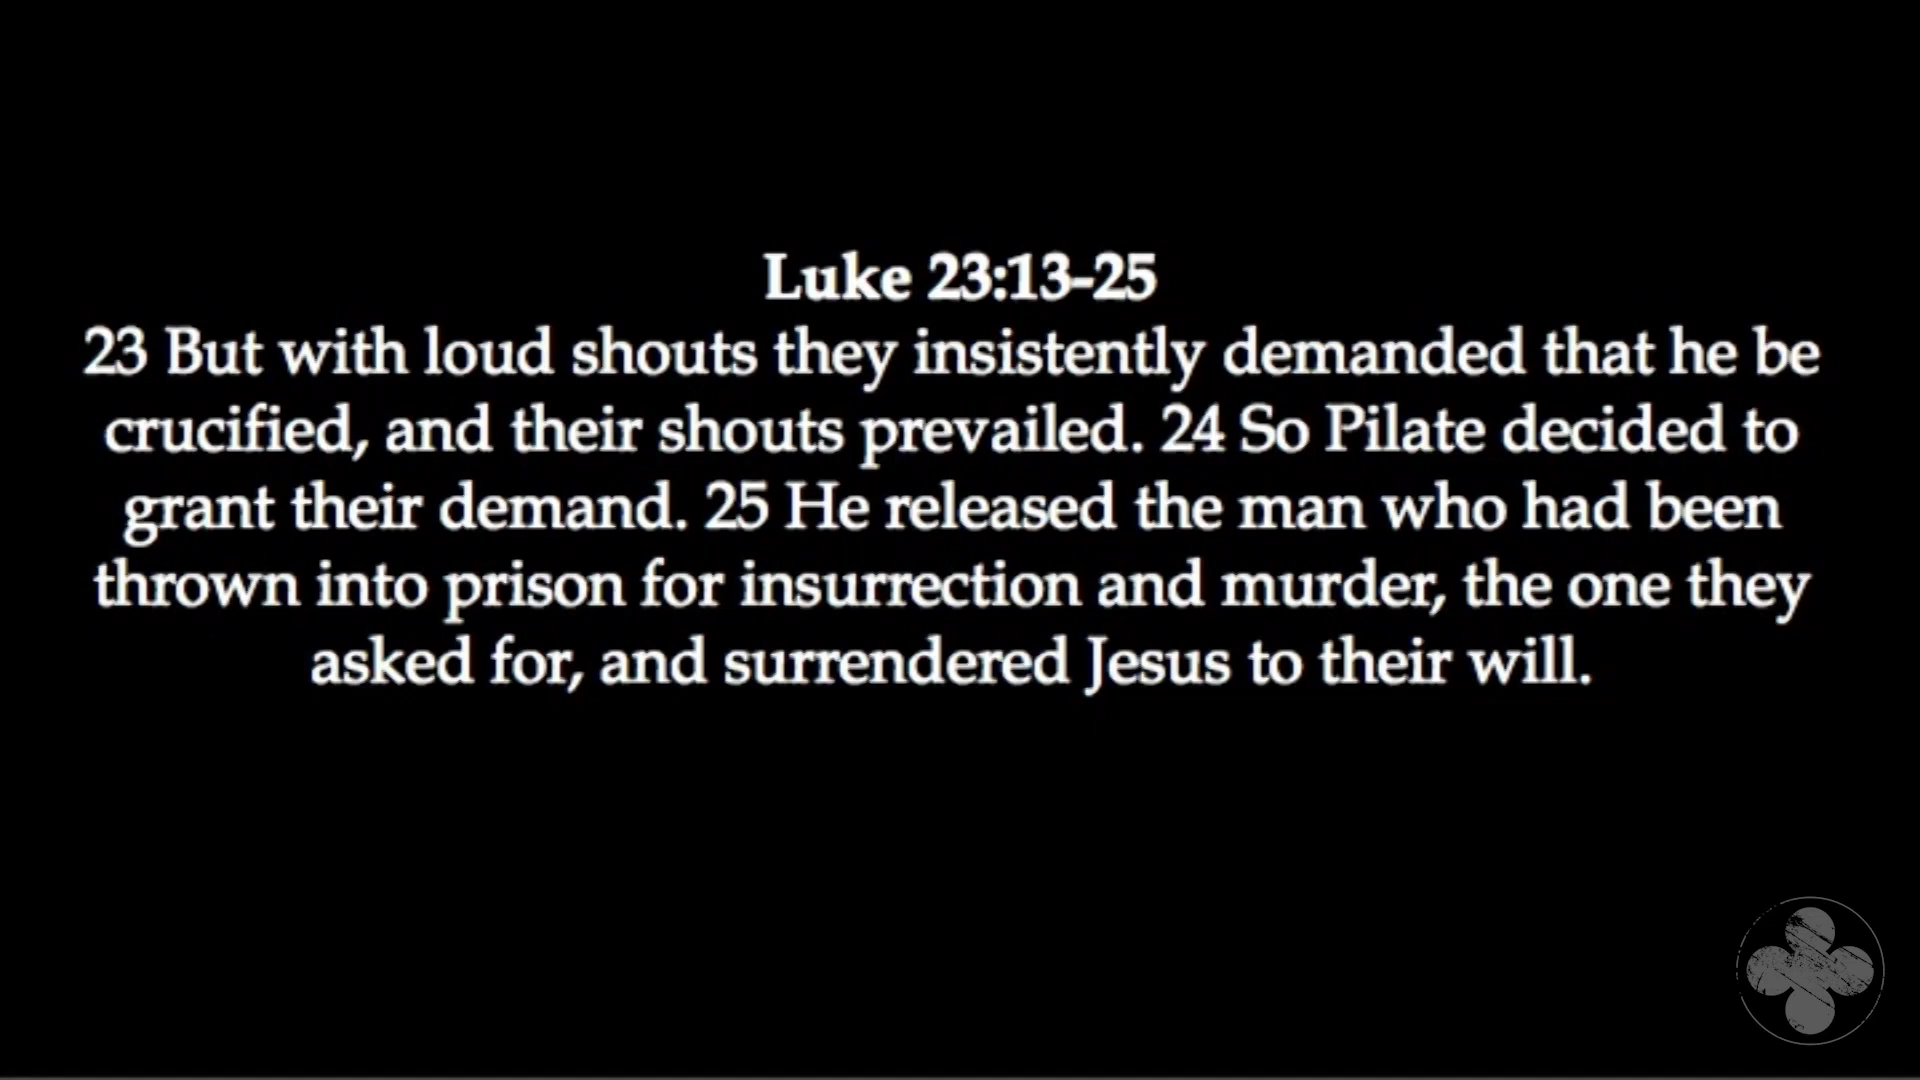 Luke 23:13-25
23 But with loud shouts they insistently demanded that he be
crucified, and their shouts prevailed. 24 So Pilate decided to
grant their demand. 25 He released the man who had been
thrown into prison for insurrection and murder, the one they
asked for, and surrendered Jesus to their will.